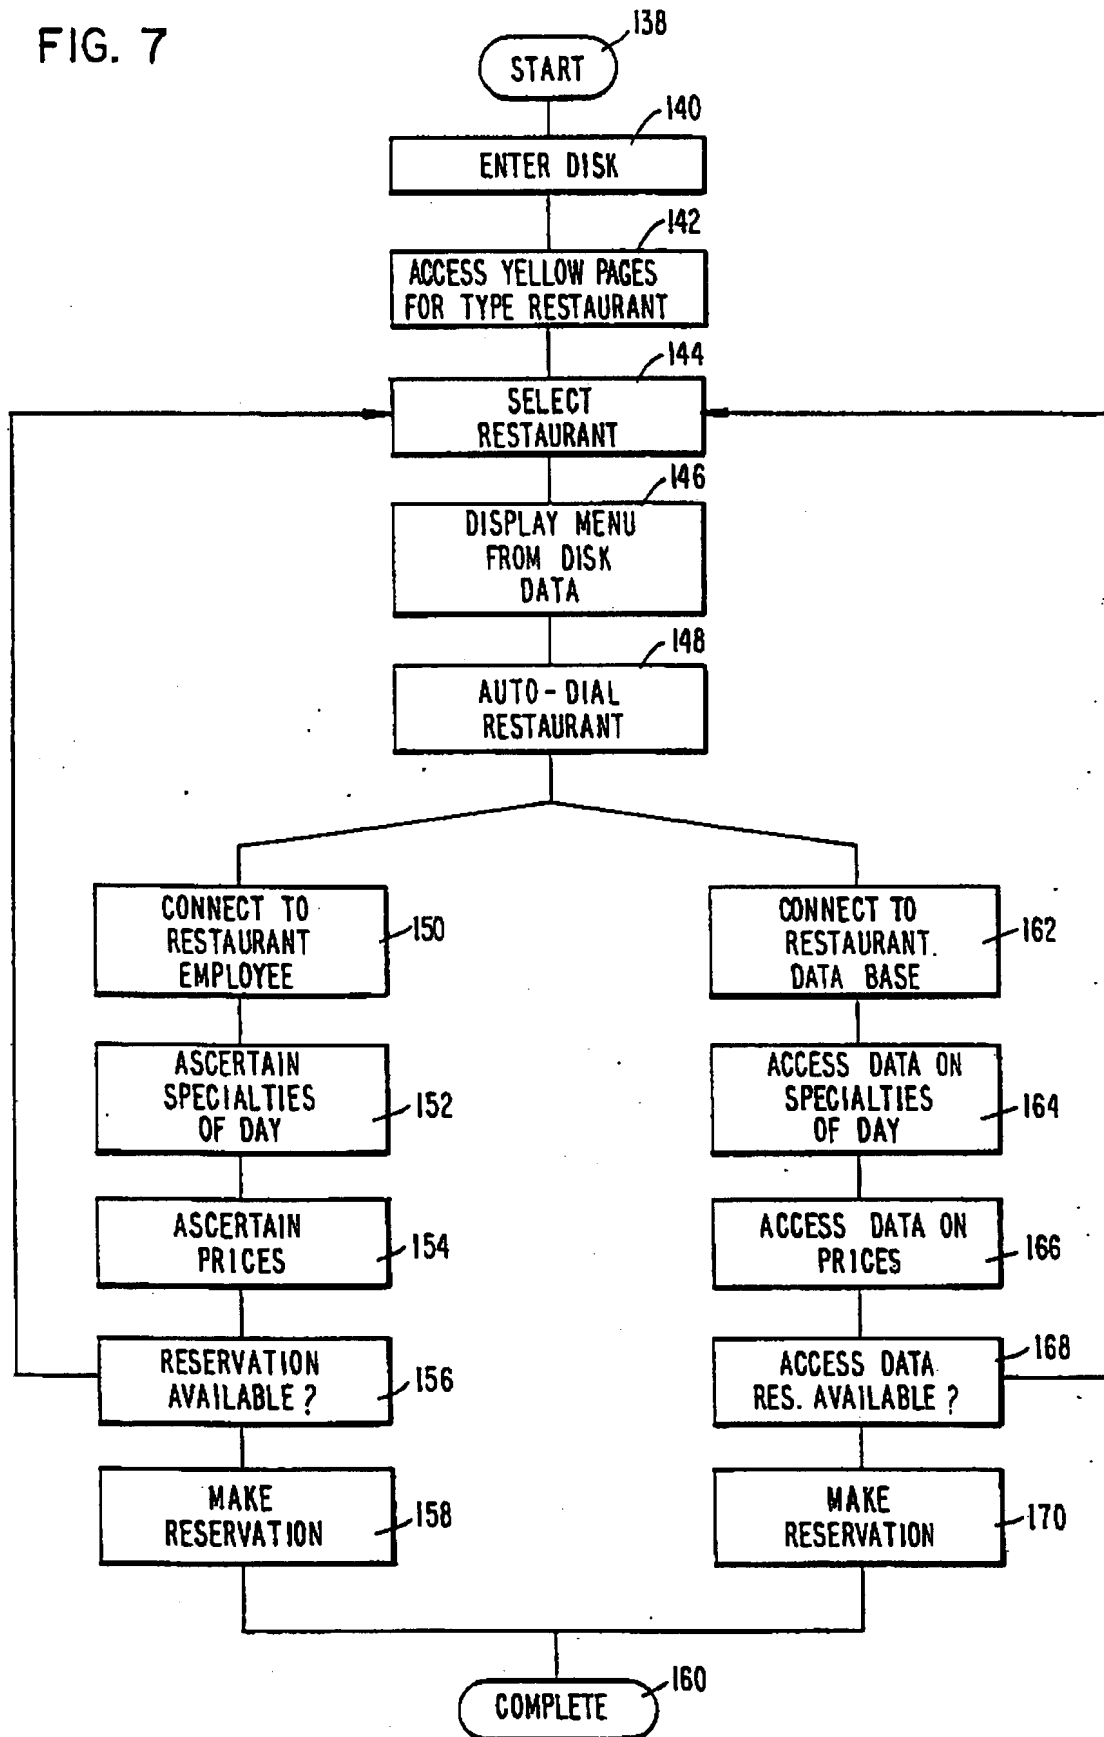 FIG. 7
138
START
140
ENTER DISK
142
ACCESS YELLOW PAGES
FOR TYPE RESTAURANT
144
SELECT
RESTAURANT
146
DISPLAY MENU
FROM DISK
DATA
148
AUTO-DIAL
RESTAURANT
CONNECT TO
RESTAURANT
EMPLOYEE
150
ASCERTAIN
SPECIALTIES
OF DAY
152
ASCERTAIN
PRICES
154
RESERVATION
AVAILABLE?
156
MAKE
RESERVATION
158
CONNECT TO
RESTAURANT.
DATA BASE
162
ACCESS DATA ON
SPECIALTIES
OF DAY
164
ACCESS DATA ON
PRICES
166
ACCESS DATA
RES. AVAILABLE?
168
MAKE
RESERVATION
170
160
COMPLETE